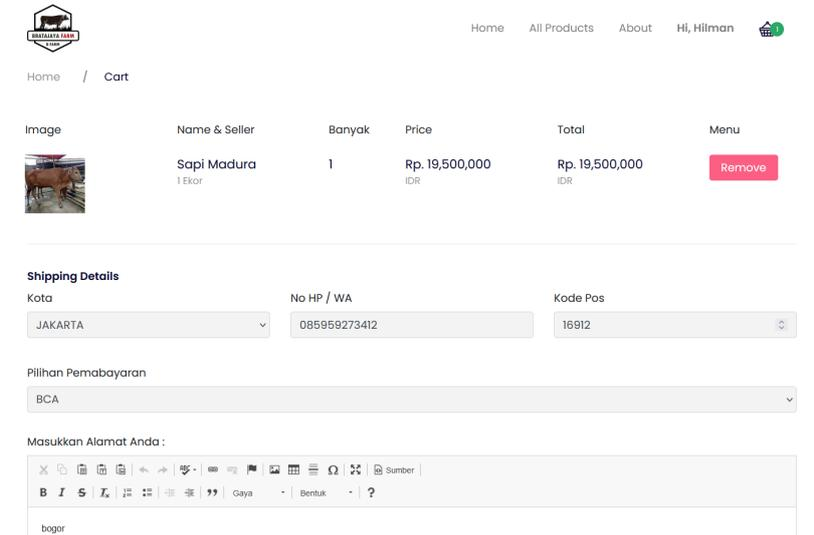 BRATAJAYA FARM
Home All Products About Hi, Hilman 1
Home / Cart
Image Name & Seller Banyak Price Total Menu
Sapi Madura 1 Rp. 19,500,000 Rp. 19,500,000 Remove
1 Ekor IDR IDR
Shipping Details
Kota No HP / WA Kode Pos
JAKARTA 085959273412 16912
Pilihan Pemabayaran
BCA
Masukkan Alamat Anda :
Sumber
B I S Gaya Bentuk ?
bogor